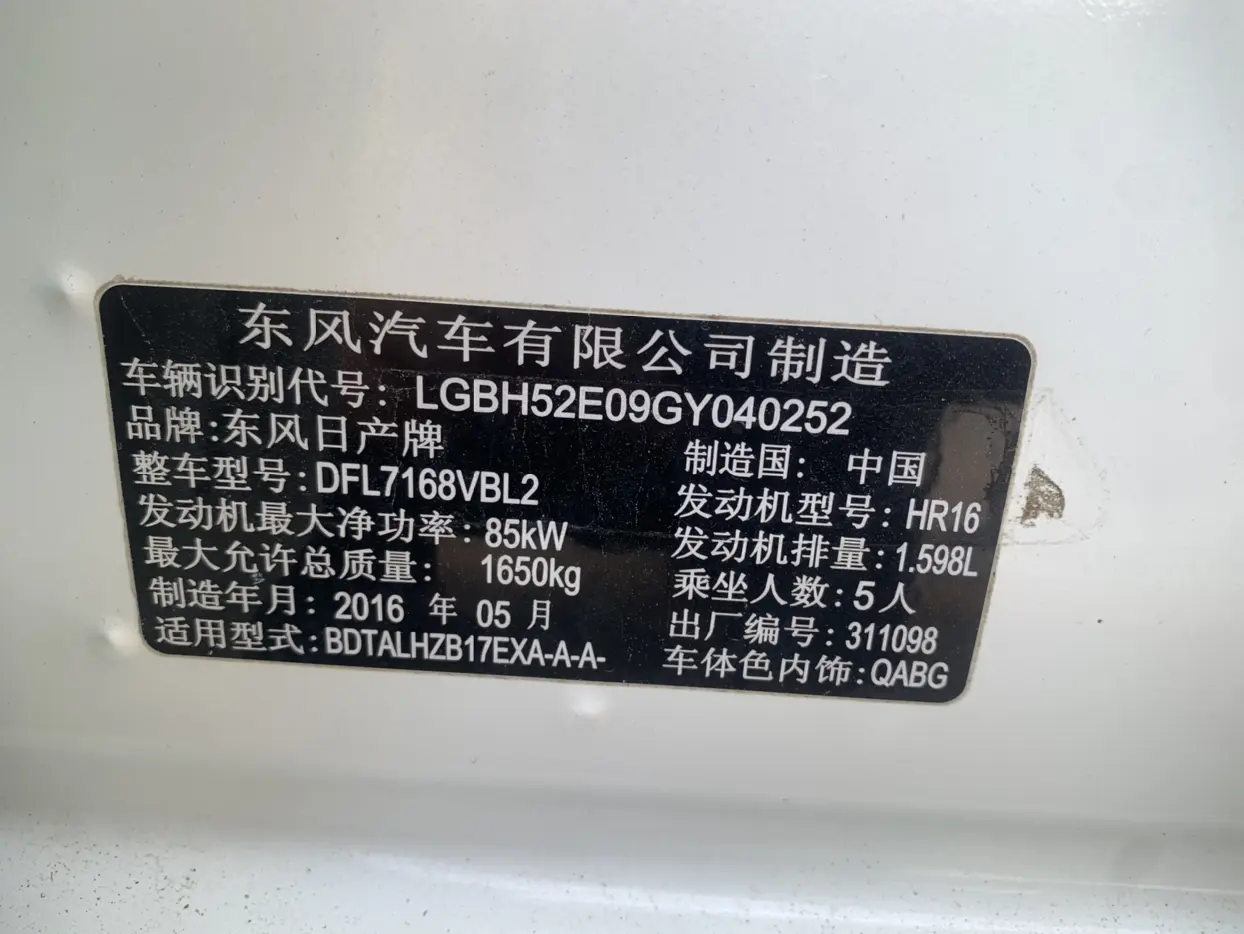 东风汽车有限公司制造
车辆识别代号: LGBH52E09GY040252
品牌:东风日产牌 制造国: 中国
整车型号:DFL7168VBL2 发动机型号: HR16
发动机最大净功率: 85kW 发动机排量: 1.598L
最大允许总质量: 1650kg 乘坐人数: 5人
制造年月: 2016 年 05 月 出厂编号: 311098
适用型式: BDTALHZB17EXA-A-A- 车体色内饰:QABG